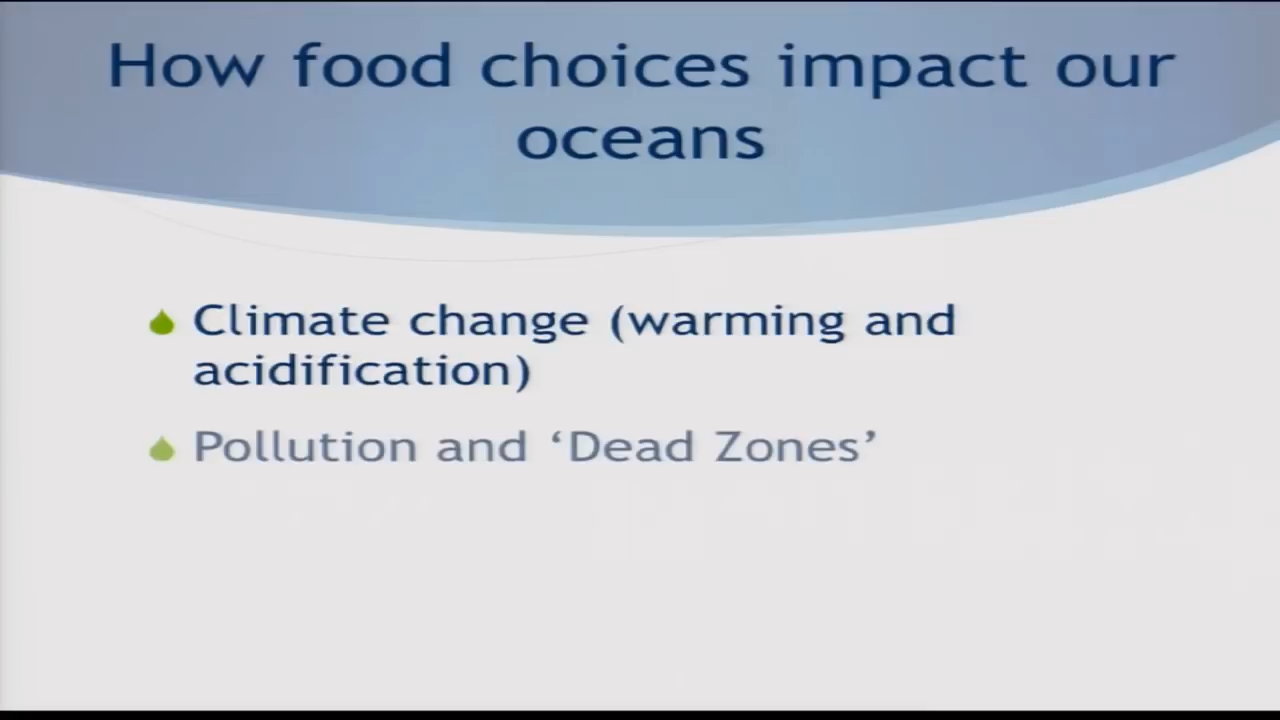 How food choices impact our
oceans
Climate change (warming and
acidification)
Pollution and ‘Dead Zones’